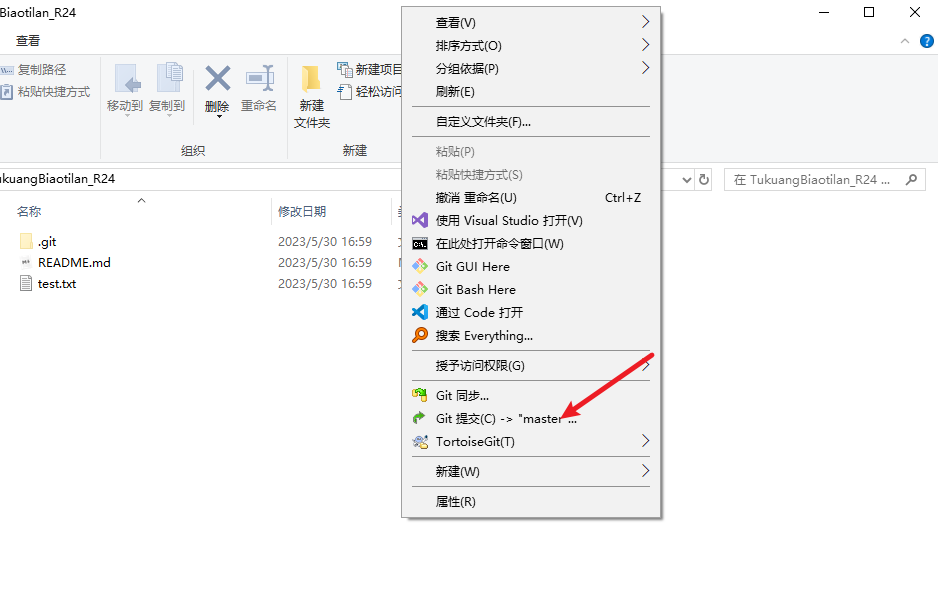 Biaotilan_R24
查看
复制路径
粘贴快捷方式
移动到
复制到
删除
重命名
新建
文件夹
新建项目
轻松访问
组织
新建
kuangBiaotilan_R24
在 TukuangBiaotilan_R24 ...
名称
修改日期
.git
2023/5/30 16:59
README.md
2023/5/30 16:59
test.txt
2023/5/30 16:59
查看(V)
排序方式(O)
分组依据(P)
刷新(E)
自定义文件夹(F)...
粘贴(P)
粘贴快捷方式(S)
撤消 重命名(U) Ctrl+Z
使用 Visual Studio 打开(V)
在此处打开命令窗口(W)
Git GUI Here
Git Bash Here
通过 Code 打开
搜索 Everything...
授予访问权限(G)
Git 同步...
Git 提交(C) -> "master"...
TortoiseGit(T)
新建(W)
属性(R)